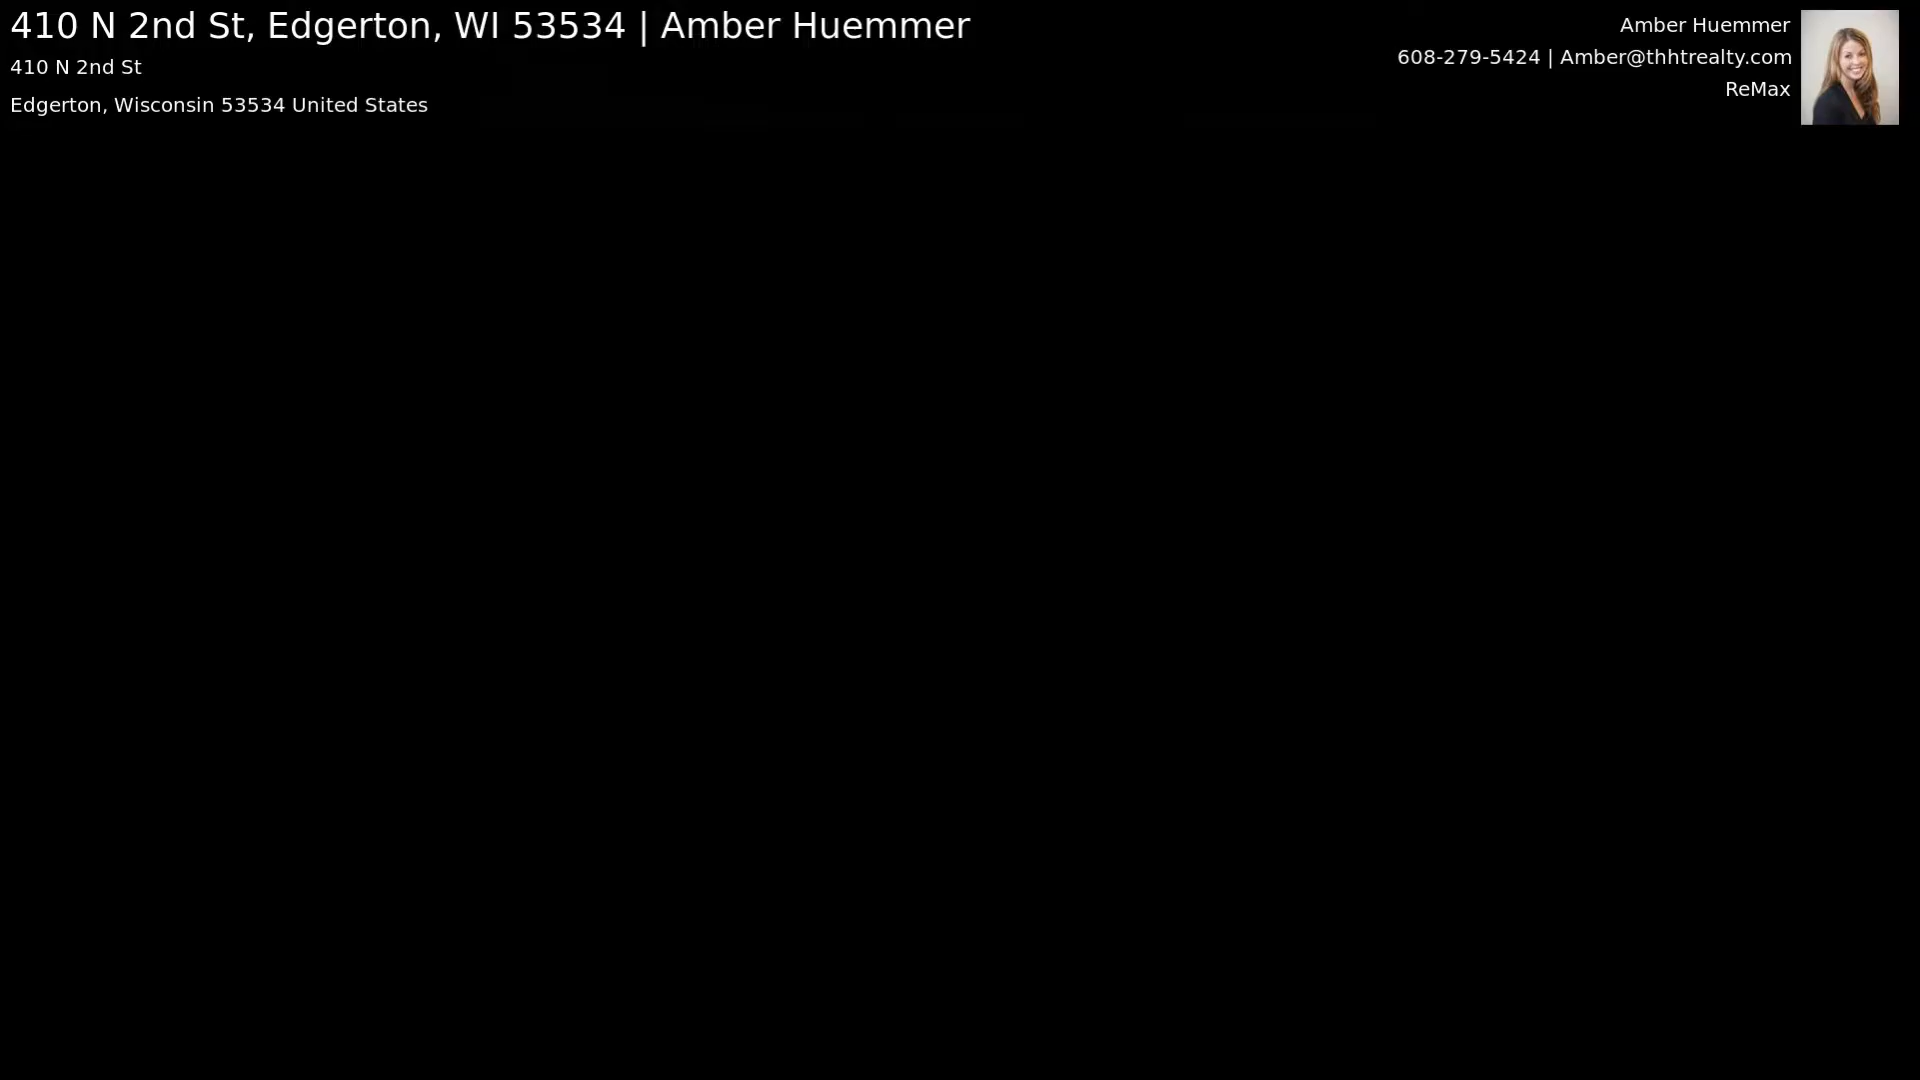 410 N 2nd St, Edgerton, WI 53534 | Amber Huemmer
410 N 2nd St
Edgerton, Wisconsin 53534 United States
Amber Huemmer
608-279-5424 | Amber@thhtrealty.com
ReMax